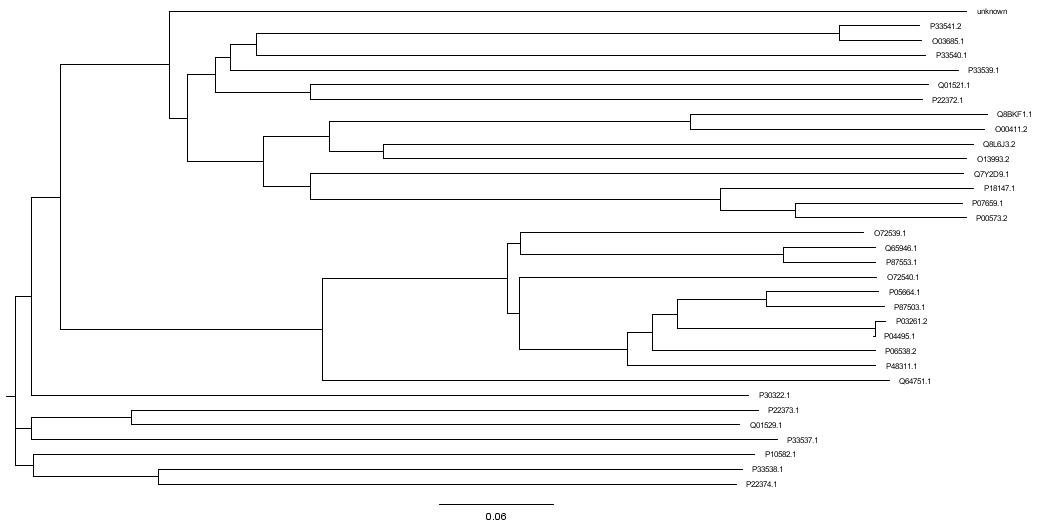 unknown
P33541.2
O03685.1
P33540.1
P33539.1
Q01521.1
P22372.1
Q8BKF1.1
O00411.2
Q8L6J3.2
O13993.2
Q7Y2D9.1
P18147.1
P07659.1
P00573.2
O72539.1
Q65946.1
P87553.1
O72540.1
P05664.1
P87503.1
P03261.2
P04495.1
P06538.2
P48311.1
Q64751.1
P30322.1
P22373.1
Q01529.1
P33537.1
P10582.1
P33538.1
P22374.1
0.06